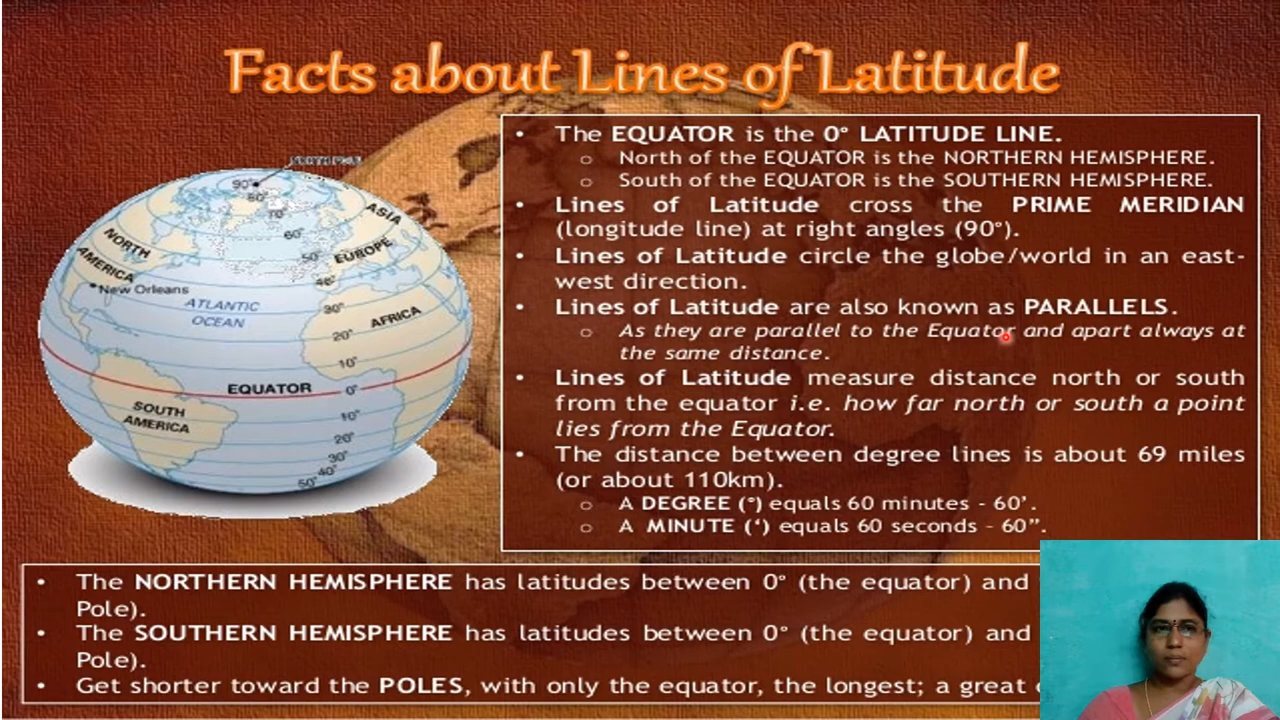 Facts about Lines of Latitude
• The EQUATOR is the 0° LATITUDE LINE.
o North of the EQUATOR is the NORTHERN HEMISPHERE.
o South of the EQUATOR is the SOUTHERN HEMISPHERE.
• Lines of Latitude cross the PRIME MERIDIAN
(longitude line) at right angles (90°).
• Lines of Latitude circle the globe/world in an east-
west direction.
• Lines of Latitude are also known as PARALLELS.
o As they are parallel to the Equator and apart always at
the same distance.
• Lines of Latitude measure distance north or south
from the equator i.e. how far north or south a point
lies from the Equator.
• The distance between degree lines is about 69 miles
(or about 110km).
o A DEGREE (°) equals 60 minutes - 60’.
o A MINUTE (‘) equals 60 seconds – 60”.
NORTH POLE
90°
80°
70°
60°
50°
40°
30°
20°
10°
0°
10°
20°
30°
40°
50°
ASIA
EUROPE
NORTH
AMERICA
New Orleans
ATLANTIC
OCEAN
AFRICA
EQUATOR
SOUTH
AMERICA
• The NORTHERN HEMISPHERE has latitudes between 0° (the equator) and
Pole).
• The SOUTHERN HEMISPHERE has latitudes between 0° (the equator) and
Pole).
• Get shorter toward the POLES, with only the equator, the longest; a great